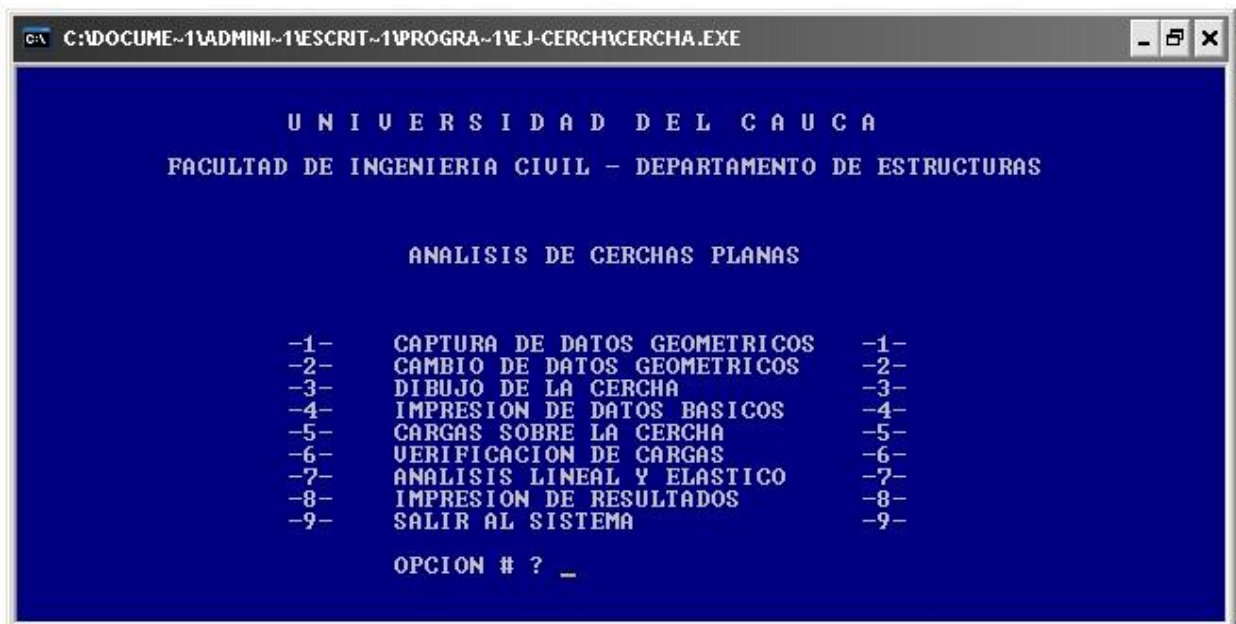 C:\DOCUME~1\ADMINI~1\ESCRIT~1\PROGRA~1\EJ-CERCH\CERCHA.EXE
U N I V E R S I D A D   D E L   C A U C A
FACULTAD DE INGENIERIA CIVIL - DEPARTAMENTO DE ESTRUCTURAS
ANALISIS DE CERCHAS PLANAS
-1- CAPTURA DE DATOS GEOMETRICOS -1-
-2- CAMBIO DE DATOS GEOMETRICOS -2-
-3- DIBUJO DE LA CERCHA -3-
-4- IMPRESION DE DATOS BASICOS -4-
-5- CARGAS SOBRE LA CERCHA -5-
-6- VERIFICACION DE CARGAS -6-
-7- ANALISIS LINEAL Y ELASTICO -7-
-8- IMPRESION DE RESULTADOS -8-
-9- SALIR AL SISTEMA -9-
OPCION # ? _